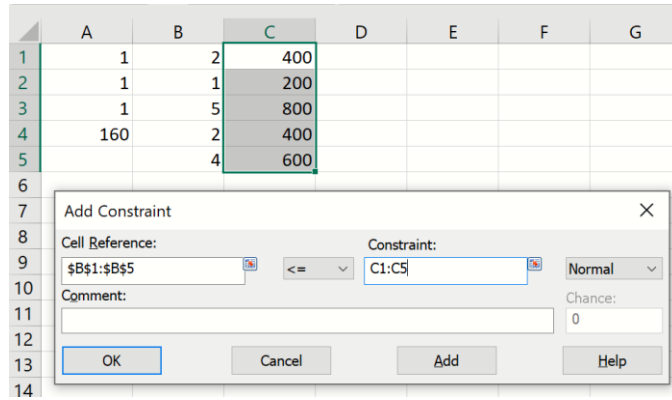 A B C D E F G
1 1 2 400
2 1 1 200
3 1 5 800
4 160 2 400
5 4 600
6
7 Add Constraint
8 Cell Reference: Constraint:
9 $B$1:$B$5 <= C1:C5 Normal
10 Comment: Chance:
11 0
12
13 OK Cancel Add Help
14